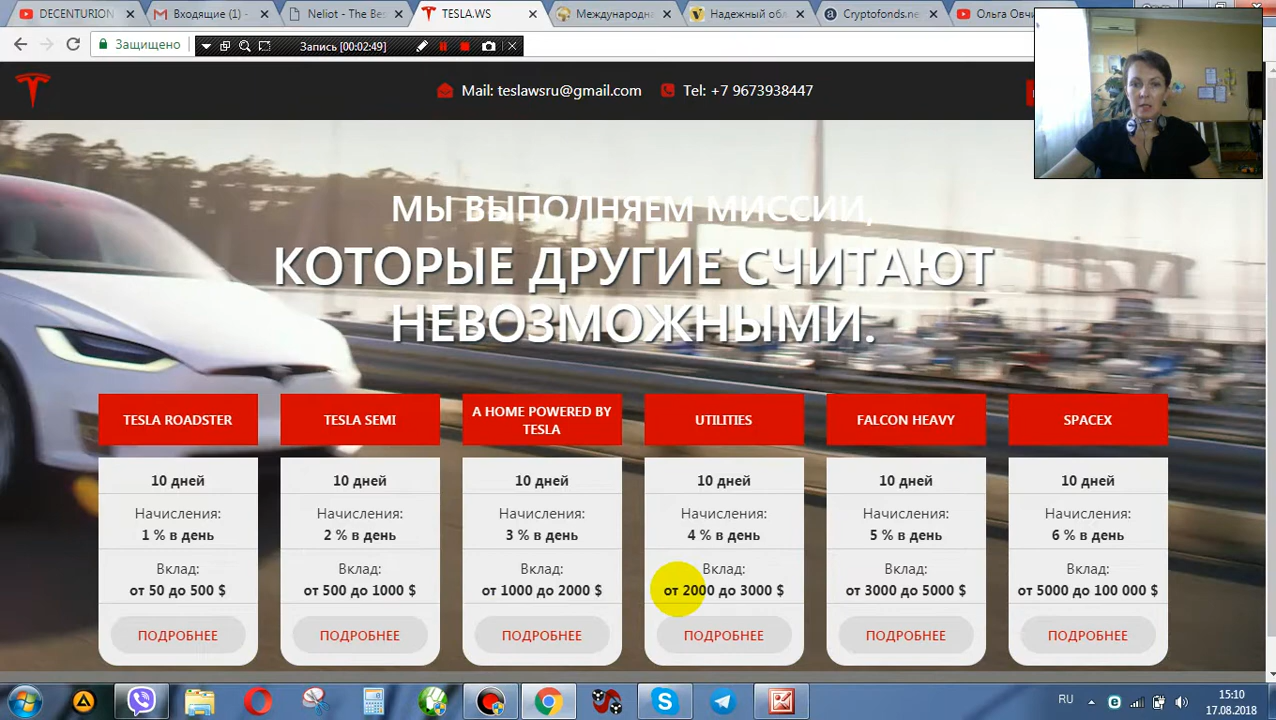 DECENTURION
Входящие (1) -
Neliot - The Be
TESLA.WS
Международна
Надежный об
Cryptofonds.ne
Ольга Овчи
Защищено
Запись [00:02:49]
Mail: teslawsru@gmail.com
Tel: +7 9673938447
МЫ ВЫПОЛНЯЕМ МИССИИ,
КОТОРЫЕ ДРУГИЕ СЧИТАЮТ
НЕВОЗМОЖНЫМИ.
TESLA ROADSTER
10 дней
Начисления:
1 % в день
Вклад:
от 50 до 500 $
ПОДРОБНЕЕ
TESLA SEMI
10 дней
Начисления:
2 % в день
Вклад:
от 500 до 1000 $
ПОДРОБНЕЕ
A HOME POWERED BY
TESLA
10 дней
Начисления:
3 % в день
Вклад:
от 1000 до 2000 $
ПОДРОБНЕЕ
UTILITIES
10 дней
Начисления:
4 % в день
Вклад:
от 2000 до 3000 $
ПОДРОБНЕЕ
FALCON HEAVY
10 дней
Начисления:
5 % в день
Вклад:
от 3000 до 5000 $
ПОДРОБНЕЕ
SPACEX
10 дней
Начисления:
6 % в день
Вклад:
от 5000 до 100 000 $
ПОДРОБНЕЕ
RU
15:10
17.08.2018